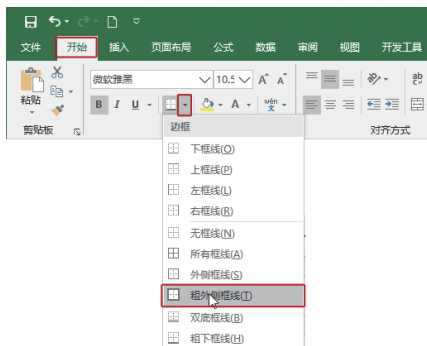 文件 开始 插入 页面布局 公式 数据 审阅 视图 开发工具
微软雅黑 10.5 A A ab
粘贴 B I U A wén 文
剪贴板 对齐方式
边框
下框线(O)
上框线(P)
左框线(L)
右框线(R)
无框线(N)
所有框线(A)
外侧框线(S)
粗外侧框线(T)
双底框线(B)
粗下框线(H)